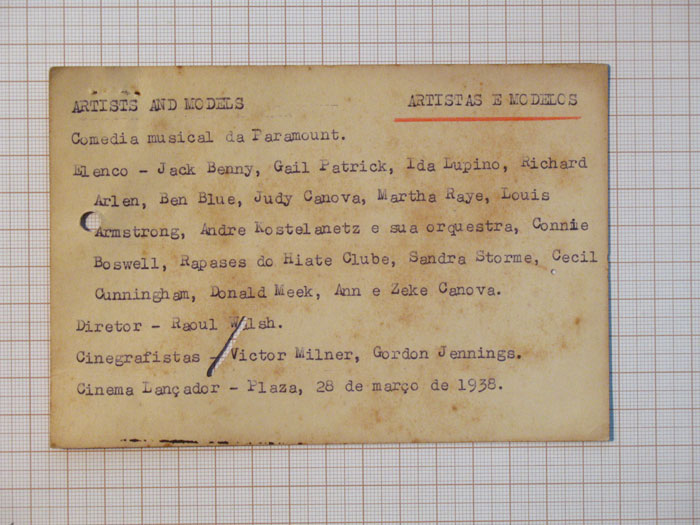 ARTISTS AND MODELS ARTISTAS E MODELOS
Comedia musical da Paramount.
Elenco - Jack Benny, Gail Patrick, Ida Lupino, Richard
Arlen, Ben Blue, Judy Canova, Martha Raye, Louis
Armstrong, Andre Kostelanetz e sua orquestra, Connie
Boswell, Rapases do Hiate Clube, Sandra Storme, Cecil
Cunningham, Donald Meek, Ann e Zeke Canova.
Diretor - Raoul Walsh.
Cinegrafistas - Victor Milner, Gordon Jennings.
Cinema Lançador - Plaza, 28 de março de 1938.